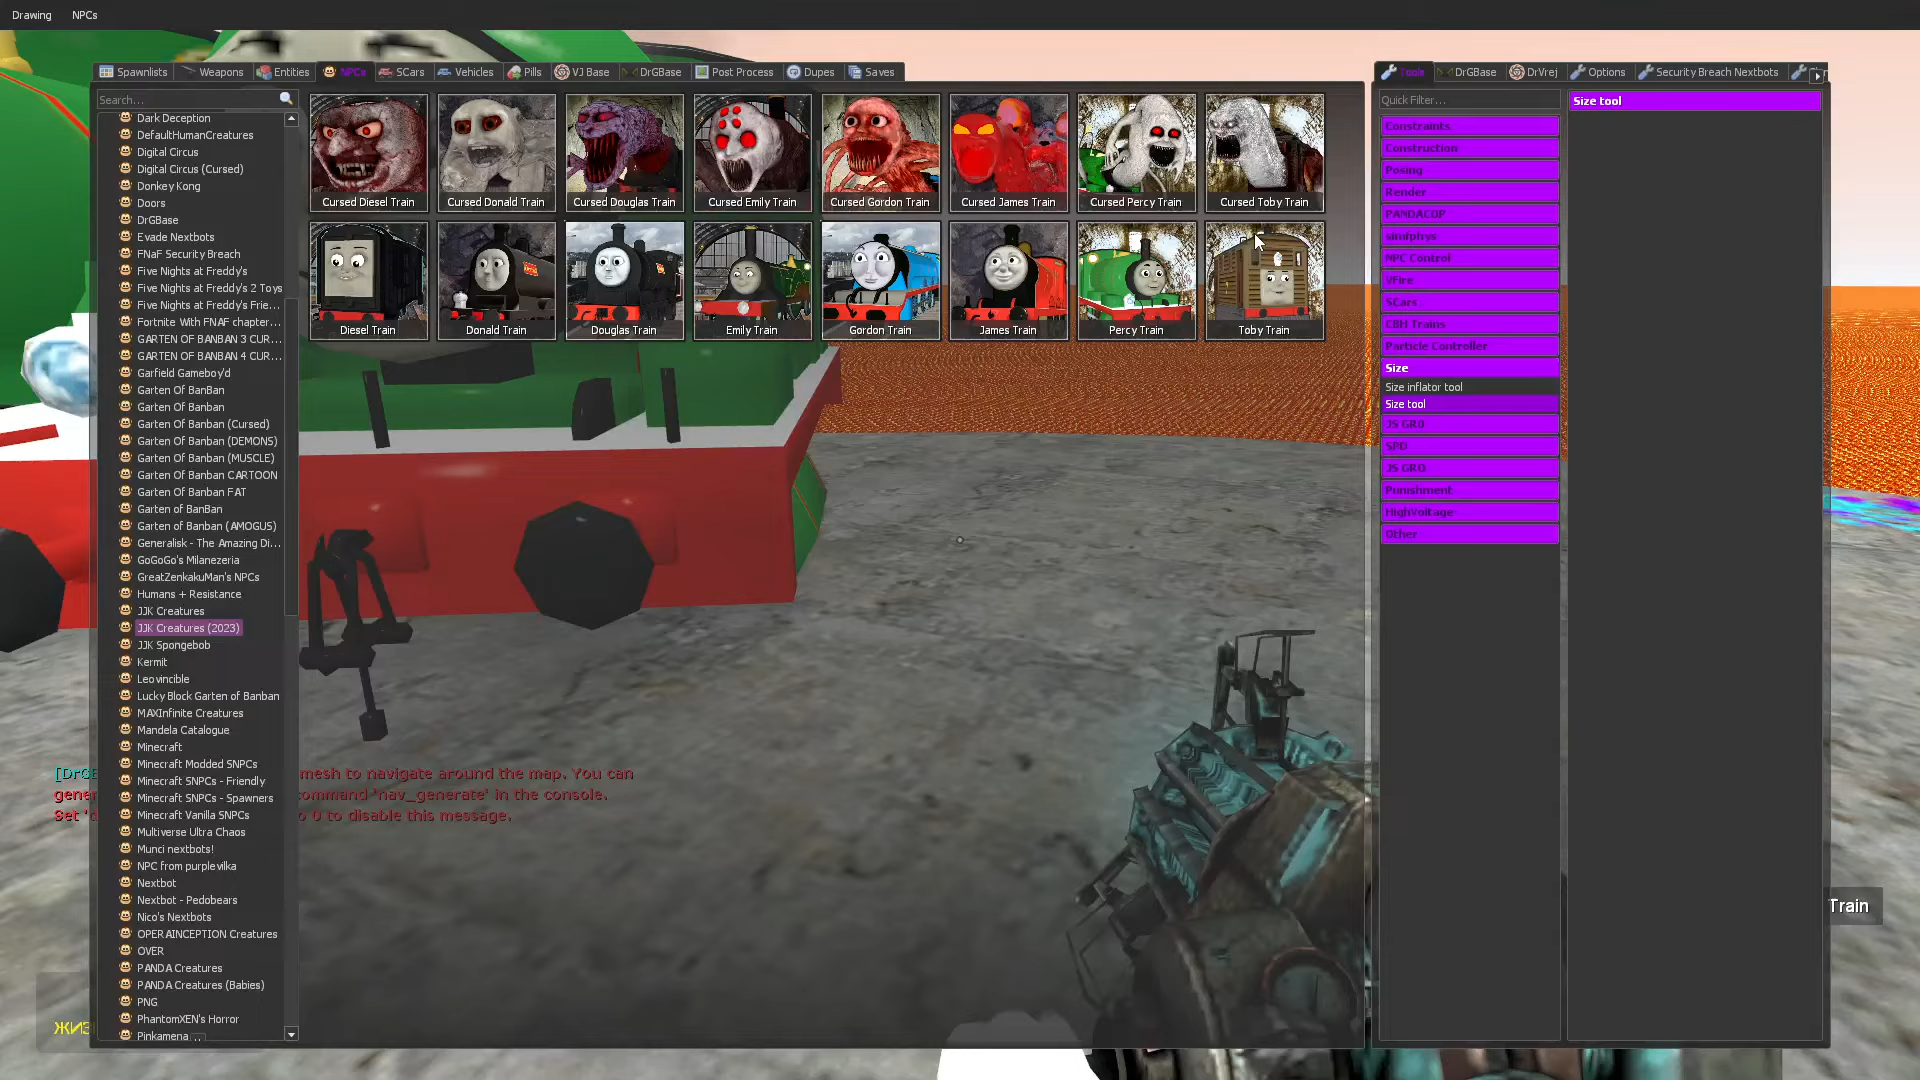 Drawing NPCs
Spawnlists Weapons Entities NPCs SCars Vehicles Pills VJ Base DrGBase Post Process Dupes Saves
Tools DrGBase DrVrej Options Security Breach Nextbots
Search...
Dark Deception
DefaultHumanCreatures
Digital Circus
Digital Circus (Cursed)
Donkey Kong
Doors
DrGBase
Evade Nextbots
FNaF Security Breach
Five Nights at Freddy's
Five Nights at Freddy's 2 Toys
Five Nights at Freddy's Frie...
Fortnite With FNAF chapter...
GARTEN OF BANBAN 3 CUR...
GARTEN OF BANBAN 4 CUR...
Garfield Gameboy'd
Garten Of BanBan
Garten Of Banban
Garten Of Banban (Cursed)
Garten Of Banban (DEMONS)
Garten Of Banban (MUSCLE)
Garten Of Banban CARTOON
Garten Of Banban FAT
Garten of BanBan
Garten of Banban (AMOGUS)
Generalisk - The Amazing Di...
GoGoGo's Milanezeria
GreatZenkakuMan's NPCs
Humans + Resistance
JJK Creatures
JJK Creatures (2023)
JJK Spongebob
Kermit
Leovincible
Lucky Block Garten of Banban
MAXInfinite Creatures
Mandela Catalogue
Minecraft
Minecraft Modded SNPCs
Minecraft SNPCs - Friendly
Minecraft SNPCs - Spawners
Minecraft Vanilla SNPCs
Multiverse Ultra Chaos
Munci nextbots!
NPC from purplevilka
Nextbot
Nextbot - Pedobears
Nico's Nextbots
OPERAINCEPTION Creatures
OVER
PANDA Creatures
PANDA Creatures (Babies)
PNG
PhantomXEN's Horror
Pinkamena
Cursed Diesel Train Cursed Donald Train Cursed Douglas Train Cursed Emily Train Cursed Gordon Train Cursed James Train Cursed Percy Train Cursed Toby Train
Diesel Train Donald Train Douglas Train Emily Train Gordon Train James Train Percy Train Toby Train
mesh to navigate around the map. You can
gener ommand 'nav_generate' in the console.
Set o 0 to disable this message.
Quick Filter...
Constraints
Construction
Posing
Render
PANDACOP
simfphys
NPC Control
VFire
SCars.
CBH Trains
Particle Controller
Size
Size inflator tool
Size tool
JS GRO
SPD
JS GRO
Punishment
HighVoltage
Other
Size tool
Train